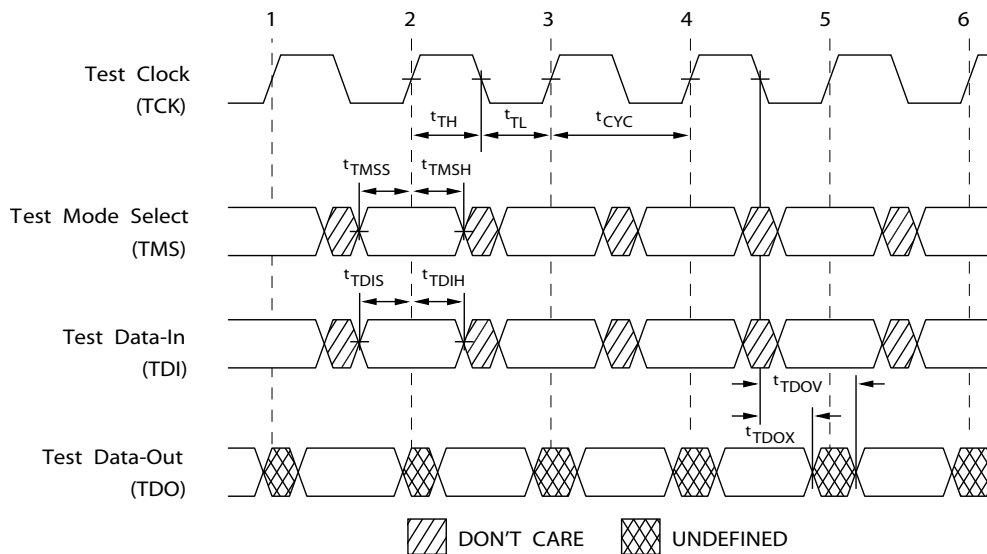 1 2 3 4 5 6
Test Clock
(TCK)
tTH tTL tCYC
tTMSS tTMSH
Test Mode Select
(TMS)
tTDIS tTDIH
Test Data-In
(TDI)
tTDOV
tTDOX
Test Data-Out
(TDO)
DON'T CARE UNDEFINED